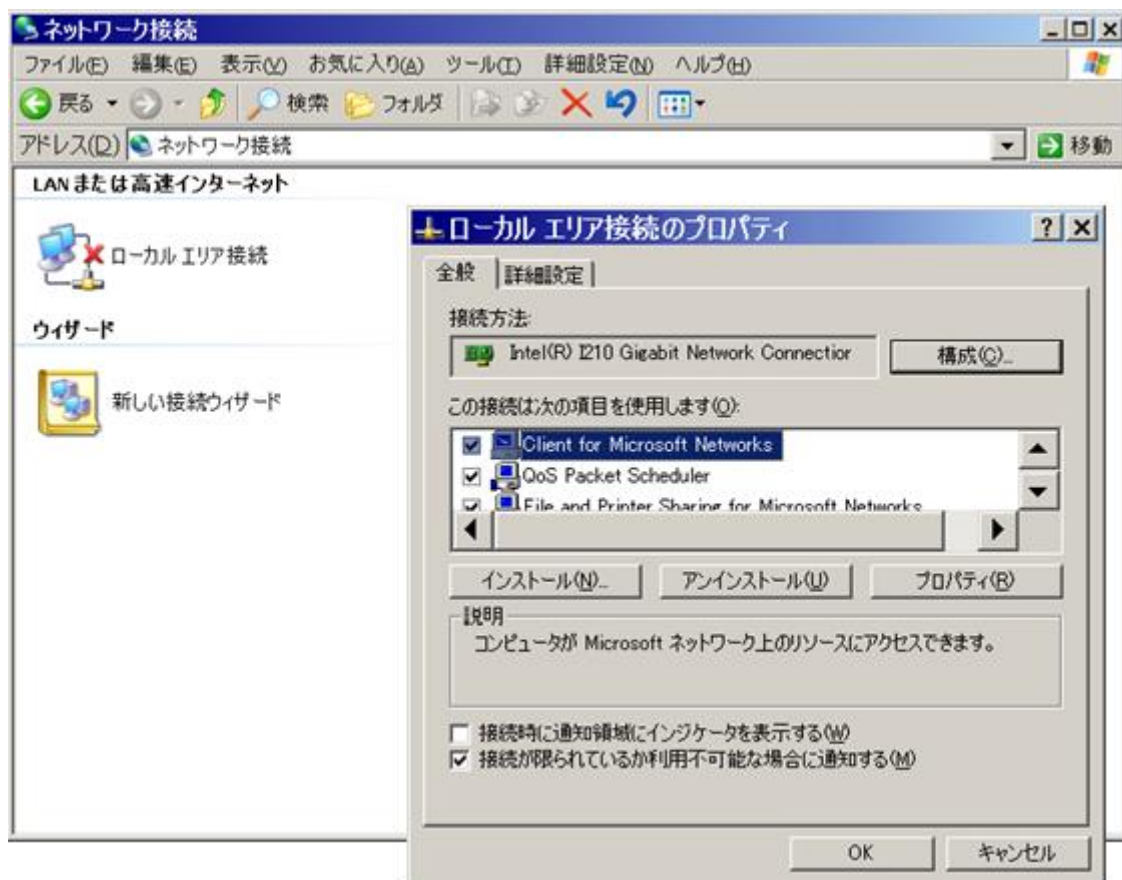 ネットワーク接続
ファイル(E) 編集(E) 表示(V) お気に入り(A) ツール(T) 詳細設定(N) ヘルプ(H)
戻る 検索 フォルダ
アドレス(D) ネットワーク接続 移動
LANまたは高速インターネット
ローカル エリア接続
ウィザード
新しい接続ウィザード
ローカル エリア接続のプロパティ
全般 詳細設定
接続方法:
Intel(R) I210 Gigabit Network Connection
構成(C)...
この接続は次の項目を使用します(O):
Client for Microsoft Networks
QoS Packet Scheduler
File and Printer Sharing for Microsoft Networks
インストール(N)... アンインストール(U) プロパティ(R)
説明
コンピュータが Microsoft ネットワーク上のリソースにアクセスできます。
接続時に通知領域にインジケータを表示する(W)
接続が限られているか利用不可能な場合に通知する(M)
OK キャンセル